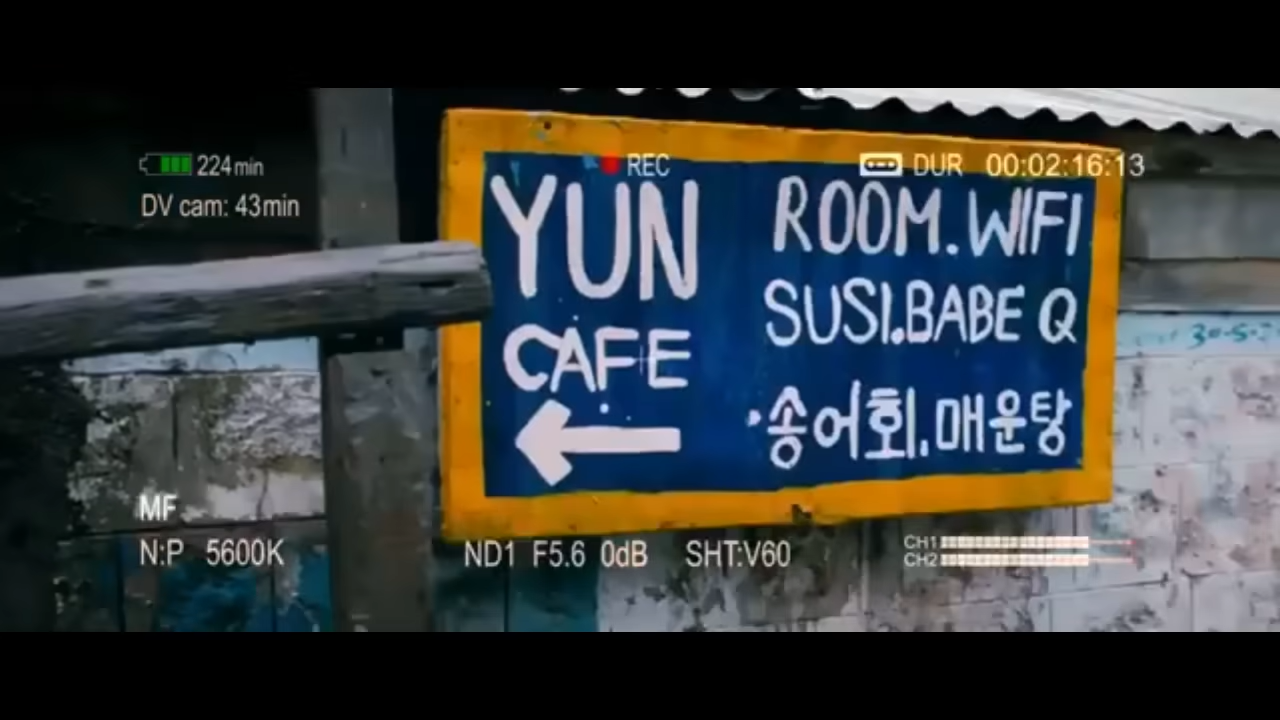 224min
REC
DUR 00:02:16:13
DV cam: 43min
YUN
CAFE
ROOM.WIFI
SUSI.BABE Q
송어회.매운탕
MF
N:P 5600K
ND1 F5.6 0dB SHT:V60
CH1
CH2